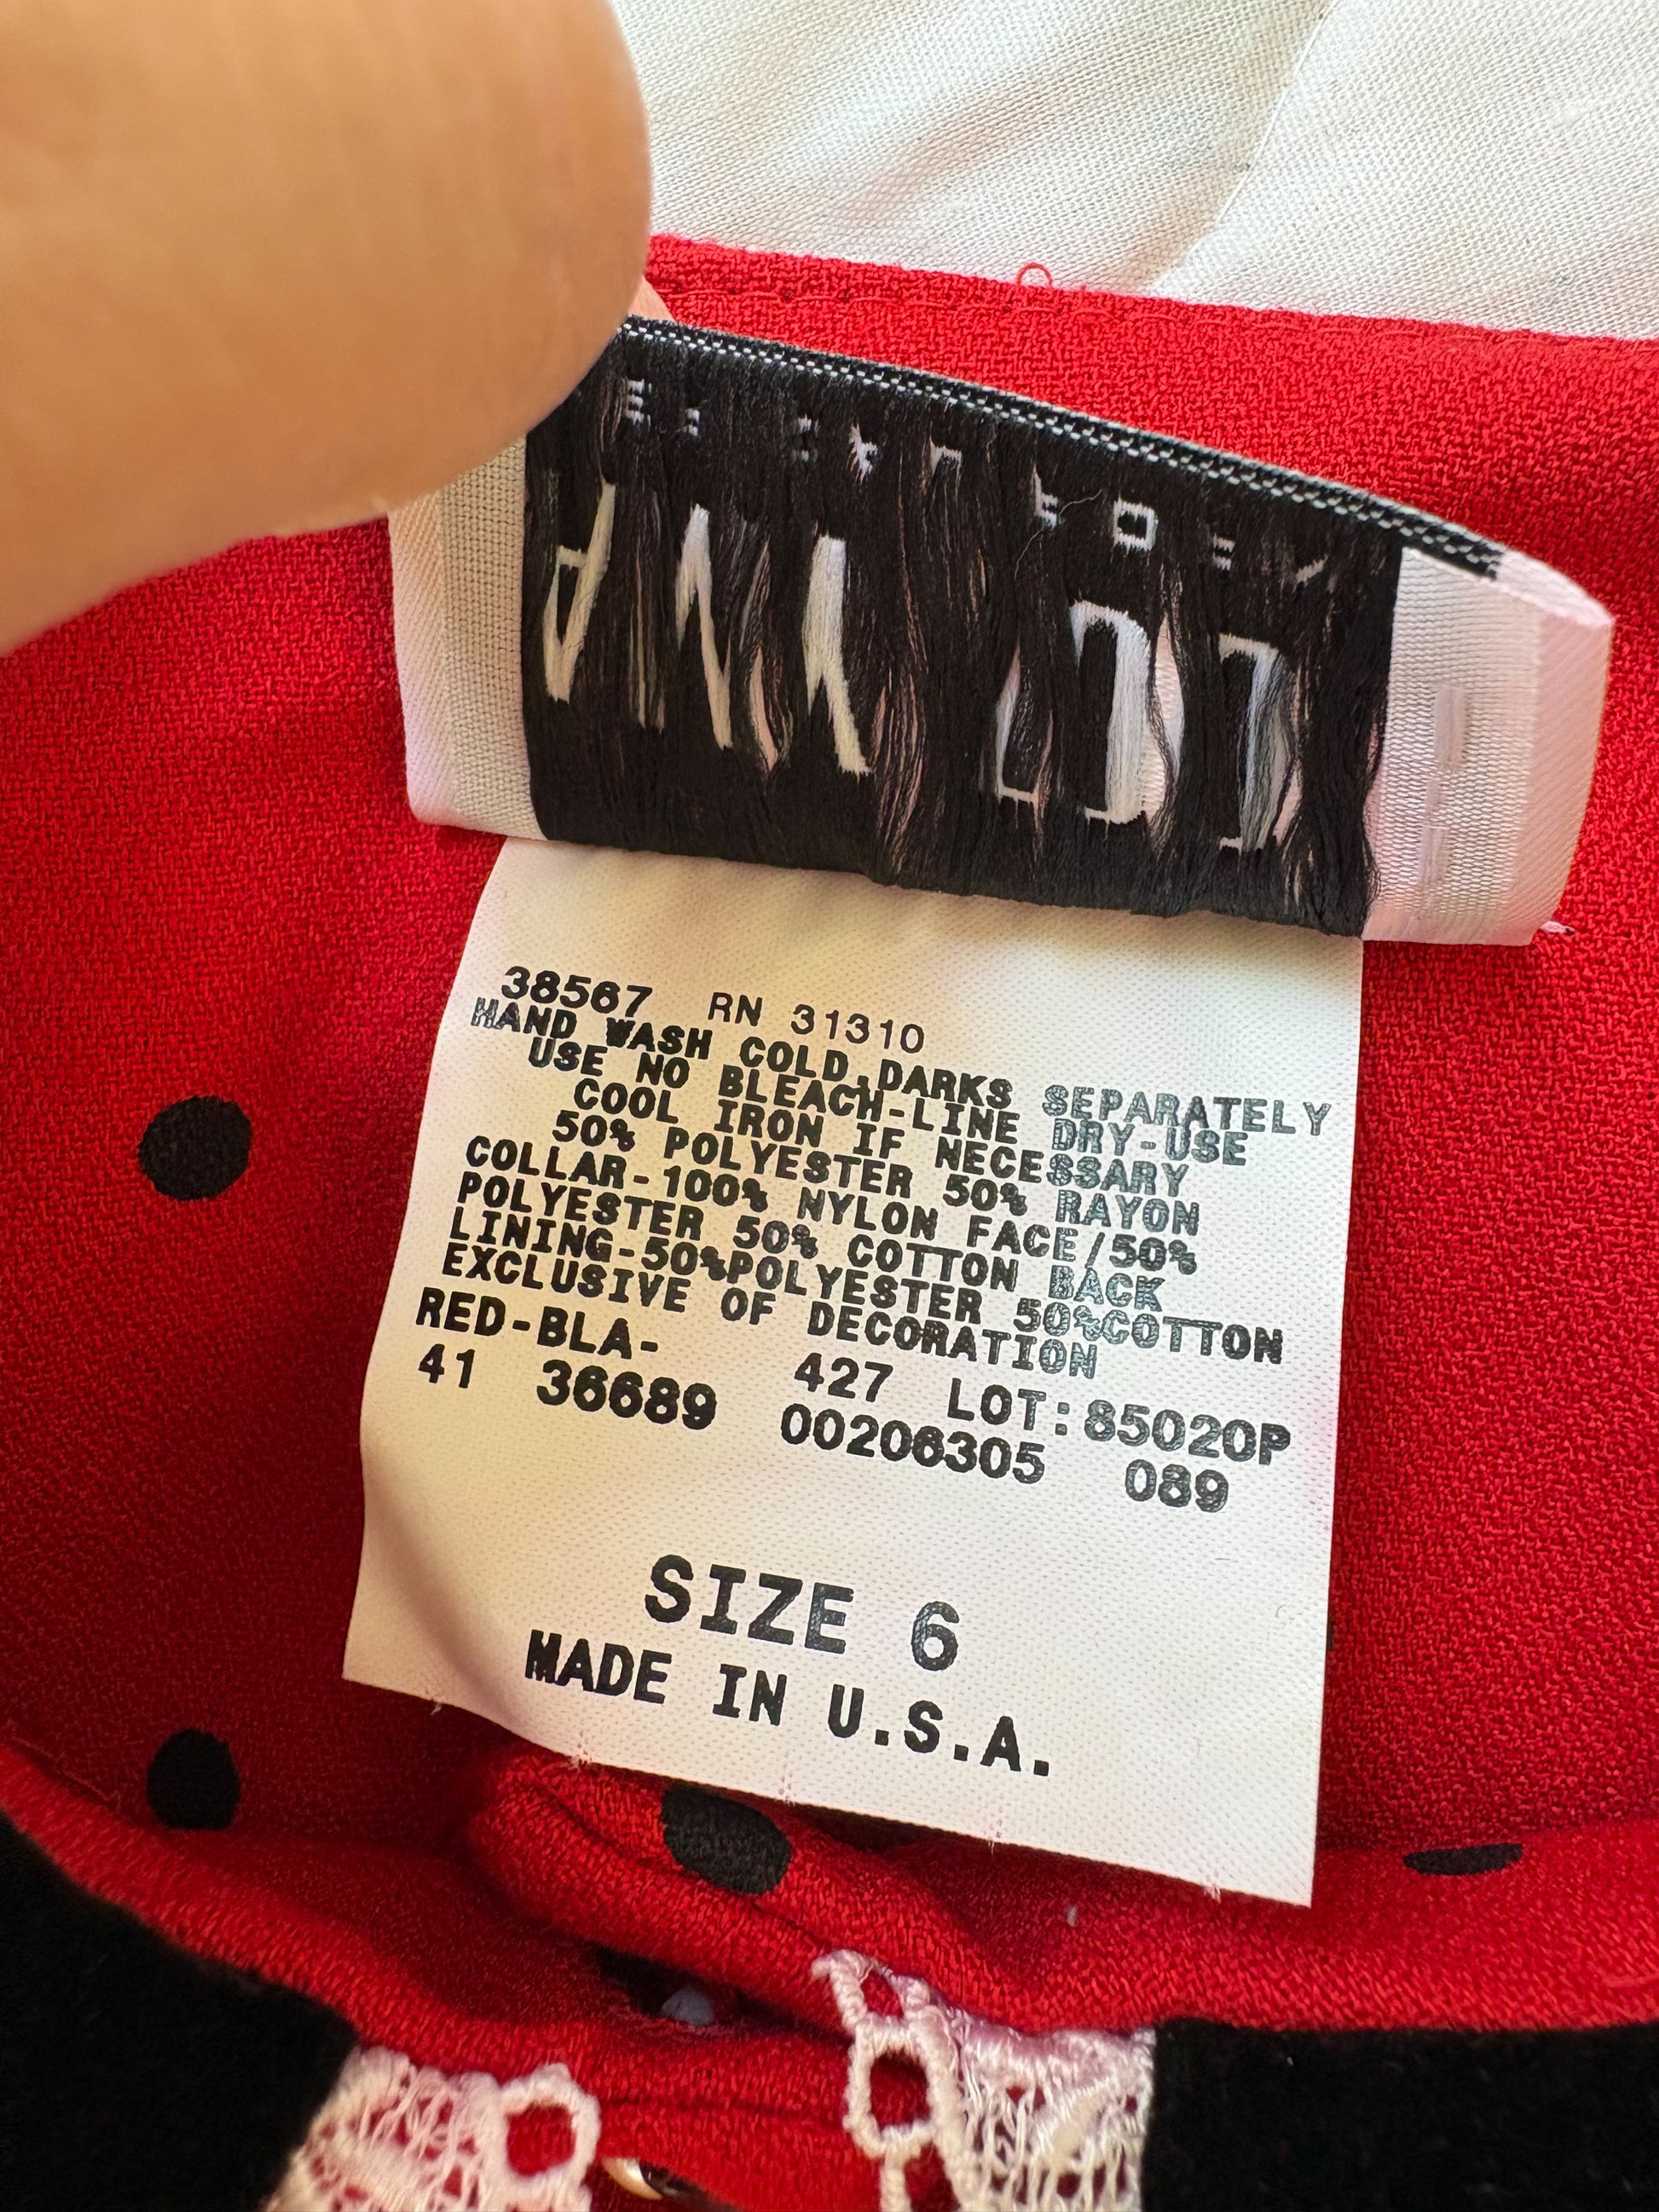 38567 RN 31310
HAND WASH COLD,DARKS SEPARATELY
USE NO BLEACH-LINE DRY-USE
COOL IRON IF NECESSARY
50% POLYESTER 50% RAYON
COLLAR-100% NYLON FACE/50%
POLYESTER 50% COTTON BACK
LINING-50%POLYESTER 50%COTTON
EXCLUSIVE OF DECORATION
RED-BLA- 427 LOT:85020P
41 36689 00206305 089
SIZE 6
MADE IN U.S.A.